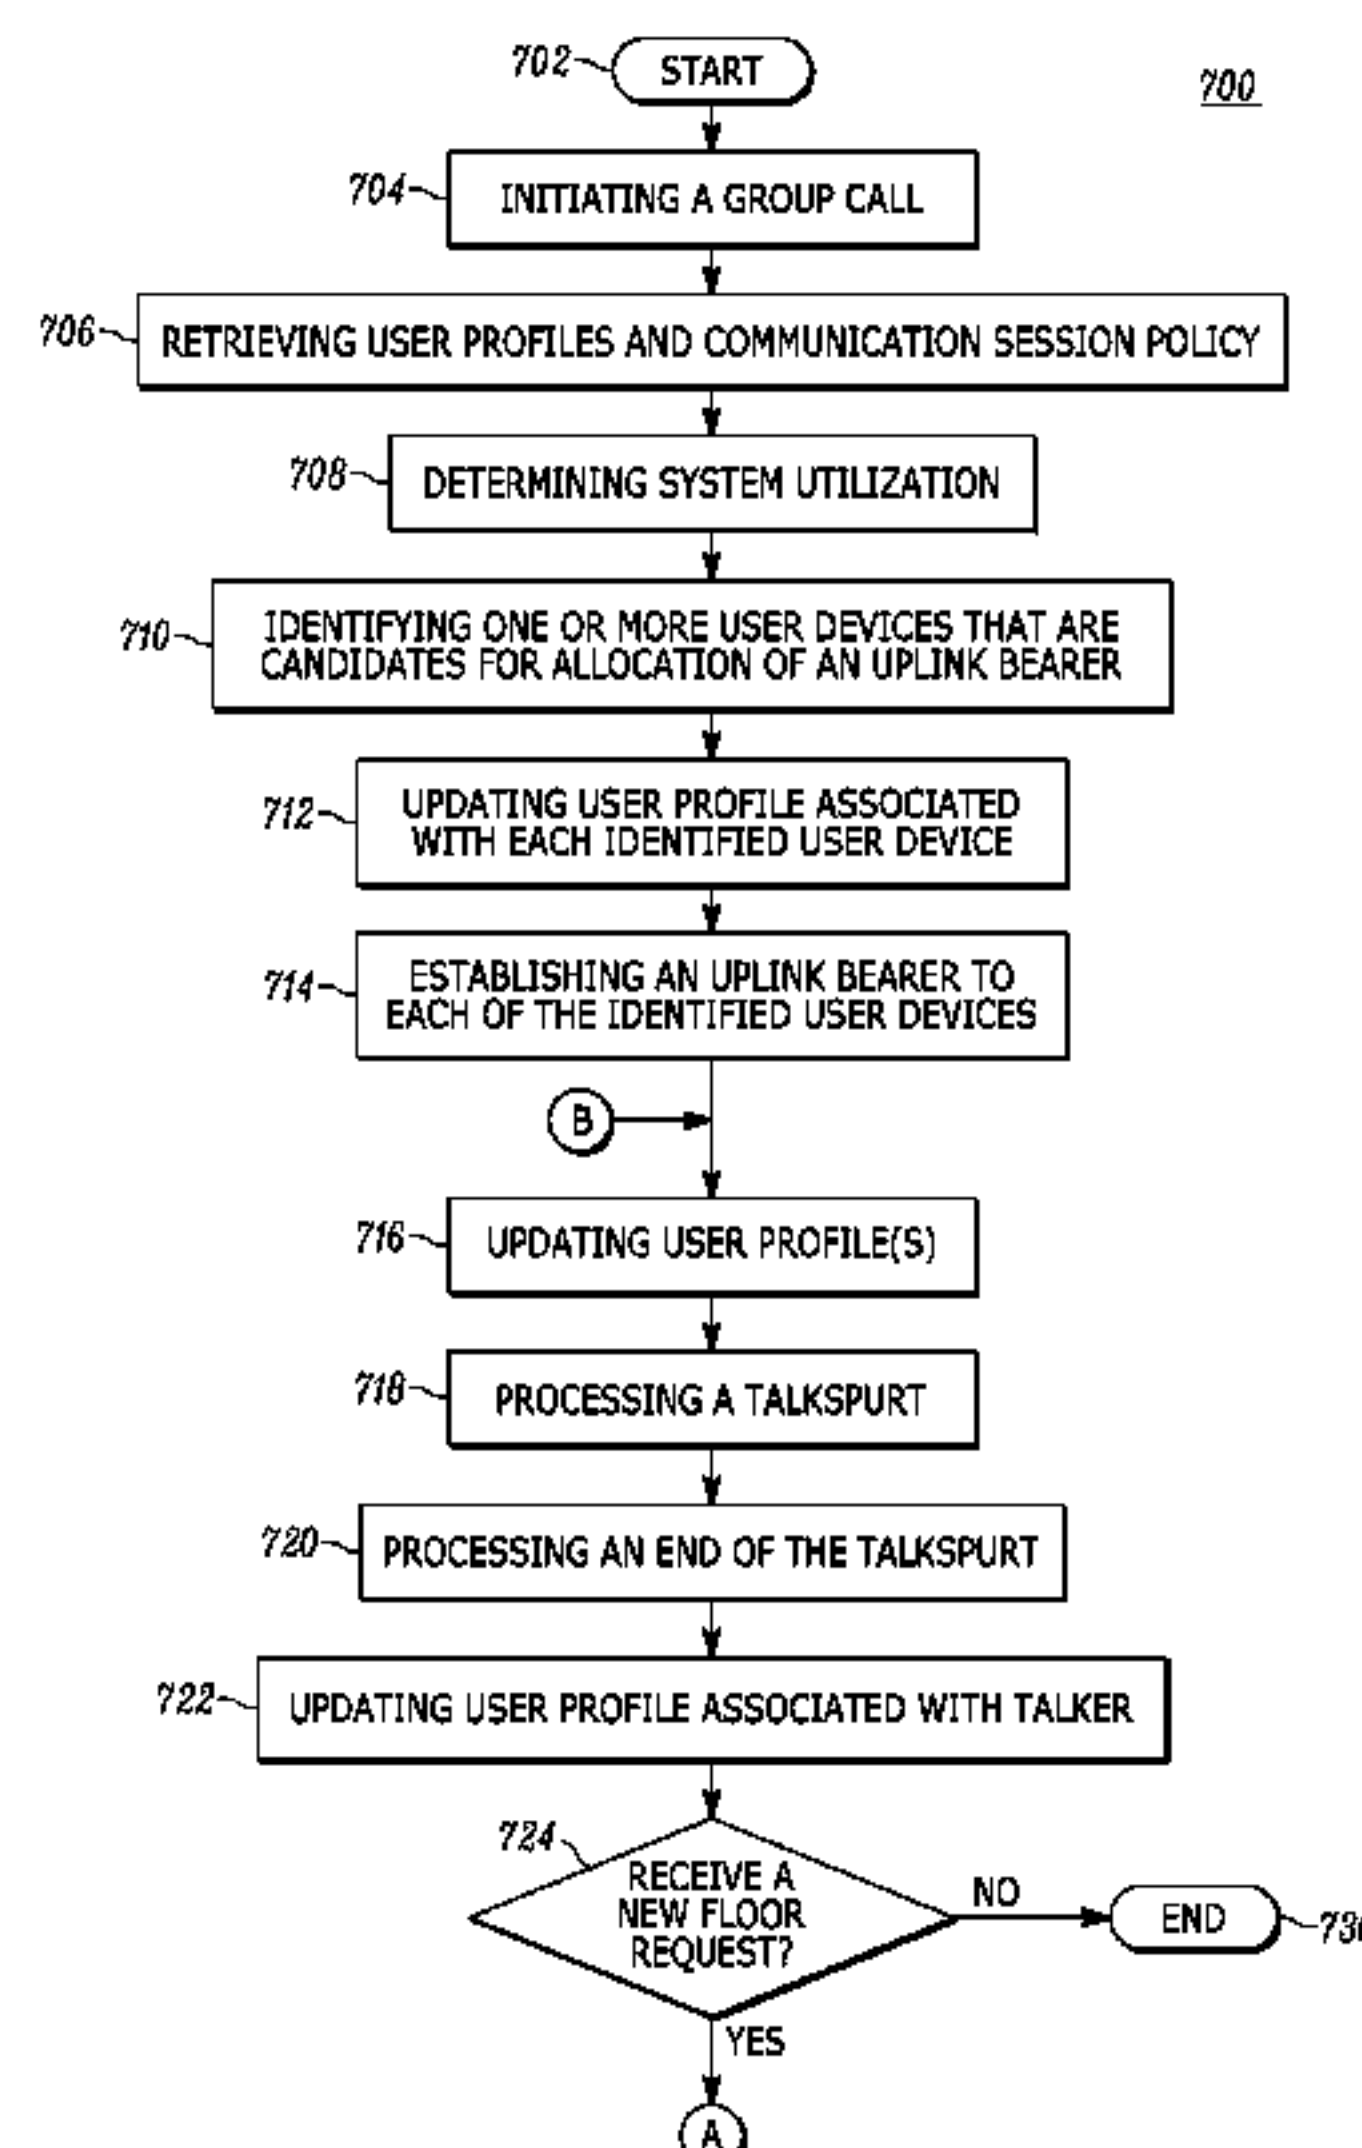 702
START
700
704
INITIATING A GROUP CALL
706
RETRIEVING USER PROFILES AND COMMUNICATION SESSION POLICY
708
DETERMINING SYSTEM UTILIZATION
710
IDENTIFYING ONE OR MORE USER DEVICES THAT ARE
CANDIDATES FOR ALLOCATION OF AN UPLINK BEARER
712
UPDATING USER PROFILE ASSOCIATED
WITH EACH IDENTIFIED USER DEVICE
714
ESTABLISHING AN UPLINK BEARER TO
EACH OF THE IDENTIFIED USER DEVICES
B
716
UPDATING USER PROFILE(S)
718
PROCESSING A TALKSPURT
720
PROCESSING AN END OF THE TALKSPURT
722
UPDATING USER PROFILE ASSOCIATED WITH TALKER
724
RECEIVE A
NEW FLOOR
REQUEST?
NO
END
YES
A